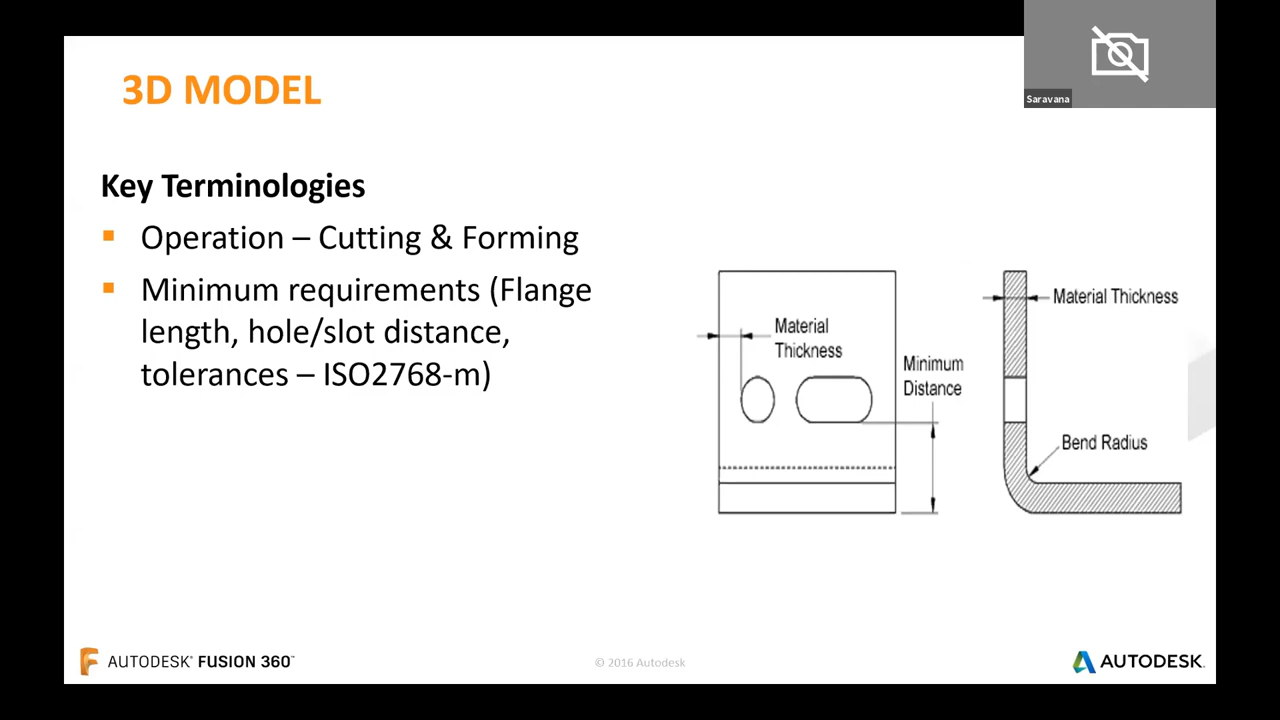 3D MODEL
Saravana
Key Terminologies
Operation – Cutting & Forming
Minimum requirements (Flange
length, hole/slot distance,
tolerances – ISO2768-m)
Material
Thickness
Minimum
Distance
Material Thickness
Bend Radius
AUTODESK® FUSION 360™
© 2016 Autodesk
AUTODESK.